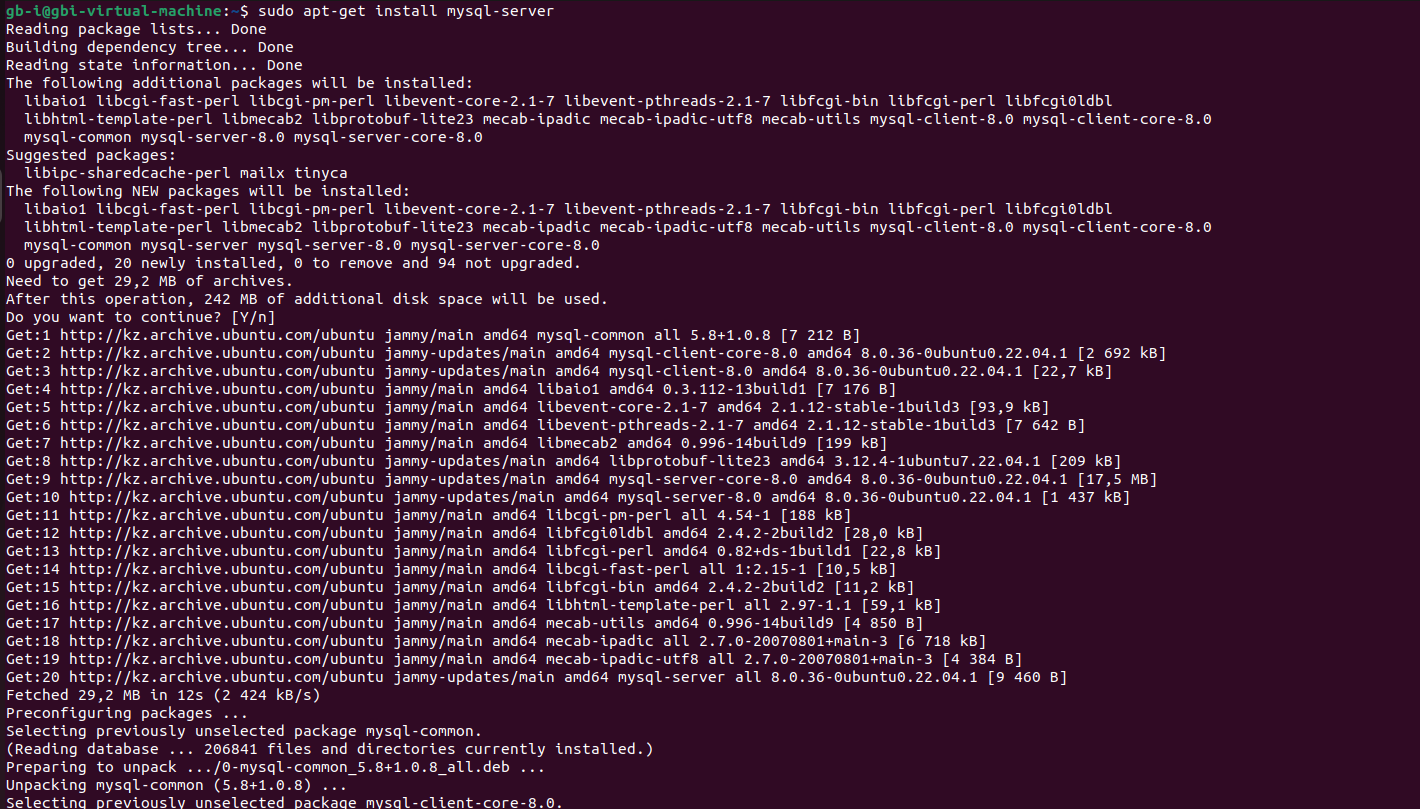 gb-i@gbi-virtual-machine:~$ sudo apt-get install mysql-server
Reading package lists... Done
Building dependency tree... Done
Reading state information... Done
The following additional packages will be installed:
  libaio1 libcgi-fast-perl libcgi-pm-perl libevent-core-2.1-7 libevent-pthreads-2.1-7 libfcgi-bin libfcgi-perl libfcgi0ldbl
  libhtml-template-perl libmecab2 libprotobuf-lite23 mecab-ipadic mecab-ipadic-utf8 mecab-utils mysql-client-8.0 mysql-client-core-8.0
  mysql-common mysql-server-8.0 mysql-server-core-8.0
Suggested packages:
  libipc-sharedcache-perl mailx tinyca
The following NEW packages will be installed:
  libaio1 libcgi-fast-perl libcgi-pm-perl libevent-core-2.1-7 libevent-pthreads-2.1-7 libfcgi-bin libfcgi-perl libfcgi0ldbl
  libhtml-template-perl libmecab2 libprotobuf-lite23 mecab-ipadic mecab-ipadic-utf8 mecab-utils mysql-client-8.0 mysql-client-core-8.0
  mysql-common mysql-server mysql-server-8.0 mysql-server-core-8.0
0 upgraded, 20 newly installed, 0 to remove and 94 not upgraded.
Need to get 29,2 MB of archives.
After this operation, 242 MB of additional disk space will be used.
Do you want to continue? [Y/n]
Get:1 http://kz.archive.ubuntu.com/ubuntu jammy/main amd64 mysql-common all 5.8+1.0.8 [7 212 B]
Get:2 http://kz.archive.ubuntu.com/ubuntu jammy-updates/main amd64 mysql-client-core-8.0 amd64 8.0.36-0ubuntu0.22.04.1 [2 692 kB]
Get:3 http://kz.archive.ubuntu.com/ubuntu jammy-updates/main amd64 mysql-client-8.0 amd64 8.0.36-0ubuntu0.22.04.1 [22,7 kB]
Get:4 http://kz.archive.ubuntu.com/ubuntu jammy/main amd64 libaio1 amd64 0.3.112-13build1 [7 176 B]
Get:5 http://kz.archive.ubuntu.com/ubuntu jammy/main amd64 libevent-core-2.1-7 amd64 2.1.12-stable-1build3 [93,9 kB]
Get:6 http://kz.archive.ubuntu.com/ubuntu jammy/main amd64 libevent-pthreads-2.1-7 amd64 2.1.12-stable-1build3 [7 642 B]
Get:7 http://kz.archive.ubuntu.com/ubuntu jammy/main amd64 libmecab2 amd64 0.996-14build9 [199 kB]
Get:8 http://kz.archive.ubuntu.com/ubuntu jammy-updates/main amd64 libprotobuf-lite23 amd64 3.12.4-1ubuntu7.22.04.1 [209 kB]
Get:9 http://kz.archive.ubuntu.com/ubuntu jammy-updates/main amd64 mysql-server-core-8.0 amd64 8.0.36-0ubuntu0.22.04.1 [17,5 MB]
Get:10 http://kz.archive.ubuntu.com/ubuntu jammy-updates/main amd64 mysql-server-8.0 amd64 8.0.36-0ubuntu0.22.04.1 [1 437 kB]
Get:11 http://kz.archive.ubuntu.com/ubuntu jammy/main amd64 libcgi-pm-perl all 4.54-1 [188 kB]
Get:12 http://kz.archive.ubuntu.com/ubuntu jammy/main amd64 libfcgi0ldbl amd64 2.4.2-2build2 [28,0 kB]
Get:13 http://kz.archive.ubuntu.com/ubuntu jammy/main amd64 libfcgi-perl amd64 0.82+ds-1build1 [22,8 kB]
Get:14 http://kz.archive.ubuntu.com/ubuntu jammy/main amd64 libcgi-fast-perl all 1:2.15-1 [10,5 kB]
Get:15 http://kz.archive.ubuntu.com/ubuntu jammy/main amd64 libfcgi-bin amd64 2.4.2-2build2 [11,2 kB]
Get:16 http://kz.archive.ubuntu.com/ubuntu jammy/main amd64 libhtml-template-perl all 2.97-1.1 [59,1 kB]
Get:17 http://kz.archive.ubuntu.com/ubuntu jammy/main amd64 mecab-utils amd64 0.996-14build9 [4 850 B]
Get:18 http://kz.archive.ubuntu.com/ubuntu jammy/main amd64 mecab-ipadic all 2.7.0-20070801+main-3 [6 718 kB]
Get:19 http://kz.archive.ubuntu.com/ubuntu jammy/main amd64 mecab-ipadic-utf8 all 2.7.0-20070801+main-3 [4 384 B]
Get:20 http://kz.archive.ubuntu.com/ubuntu jammy-updates/main amd64 mysql-server all 8.0.36-0ubuntu0.22.04.1 [9 460 B]
Fetched 29,2 MB in 12s (2 424 kB/s)
Preconfiguring packages ...
Selecting previously unselected package mysql-common.
(Reading database ... 206841 files and directories currently installed.)
Preparing to unpack .../0-mysql-common_5.8+1.0.8_all.deb ...
Unpacking mysql-common (5.8+1.0.8) ...
Selecting previously unselected package mysql-client-core-8.0.